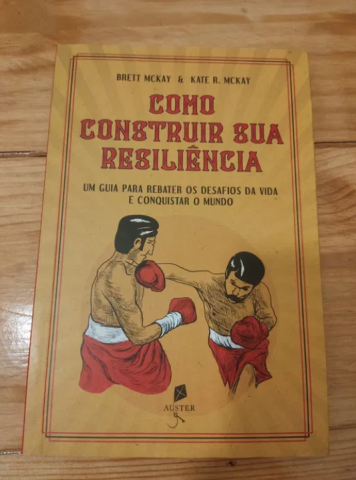 BRETT MCKAY & KATE R. MCKAY
COMO
CONSTRUIR SUA
RESILIÊNCIA
UM GUIA PARA REBATER OS DESAFIOS DA VIDA
E CONQUISTAR O MUNDO
AUSTER